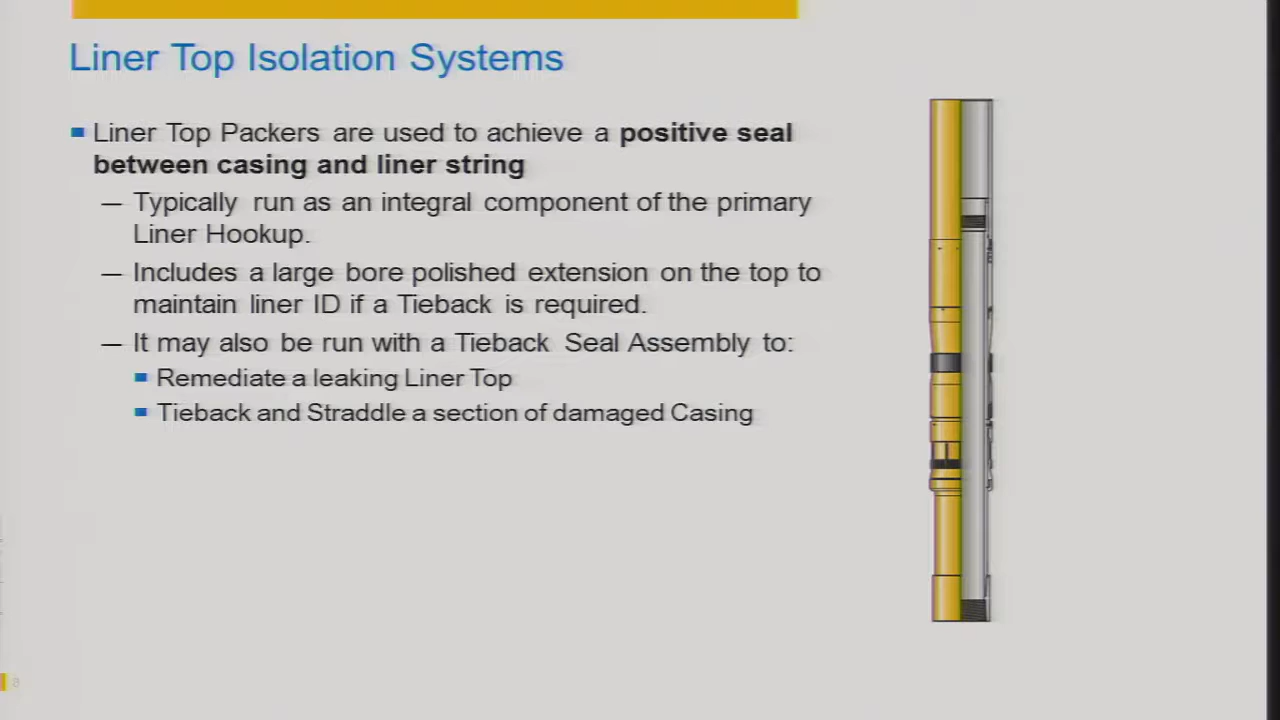 Liner Top Isolation Systems
Liner Top Packers are used to achieve a positive seal
between casing and liner string
— Typically run as an integral component of the primary
Liner Hookup.
— Includes a large bore polished extension on the top to
maintain liner ID if a Tieback is required.
— It may also be run with a Tieback Seal Assembly to:
Remediate a leaking Liner Top
Tieback and Straddle a section of damaged Casing
8